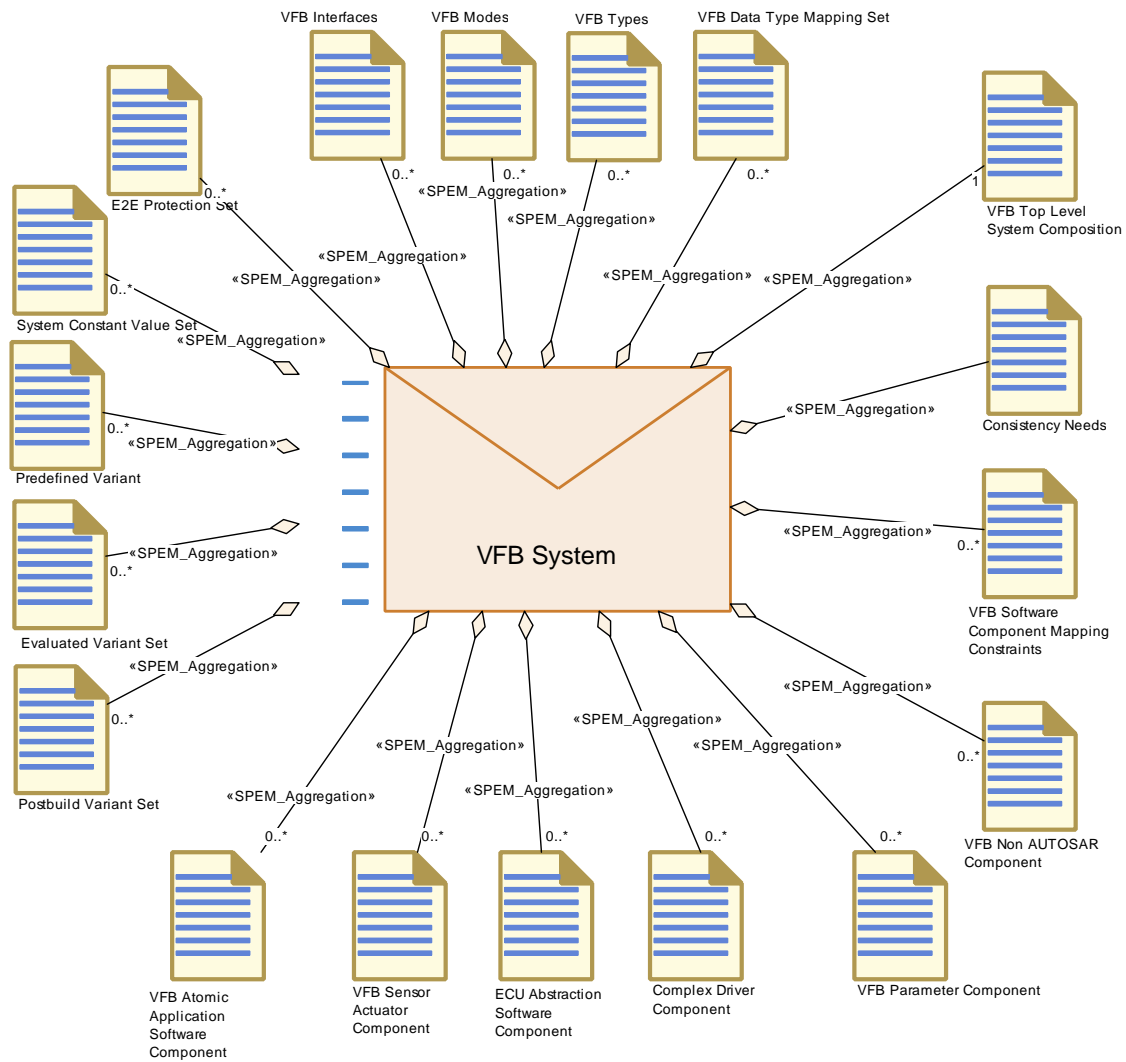 VFB Interfaces
VFB Modes
VFB Types
VFB Data Type Mapping Set
0..*
0..*
0..*
0..*
«SPEM_Aggregation»
«SPEM_Aggregation»
«SPEM_Aggregation»
«SPEM_Aggregation»
0..*
E2E Protection Set
«SPEM_Aggregation»
1
VFB Top Level
System Composition
«SPEM_Aggregation»
0..*
System Constant Value Set
«SPEM_Aggregation»
0..*
«SPEM_Aggregation»
Predefined Variant
«SPEM_Aggregation»
Consistency Needs
«SPEM_Aggregation»
0..*
Evaluated Variant Set
VFB System
«SPEM_Aggregation»
0..*
VFB Software
Component Mapping
Constraints
«SPEM_Aggregation»
0..*
Postbuild Variant Set
«SPEM_Aggregation»
0..*
VFB Non AUTOSAR
Component
«SPEM_Aggregation»
0..*
VFB Atomic
Application
Software
Component
«SPEM_Aggregation»
0..*
VFB Sensor
Actuator
Component
«SPEM_Aggregation»
0..*
ECU Abstraction
Software
Component
«SPEM_Aggregation»
0..*
Complex Driver
Component
«SPEM_Aggregation»
0..*
VFB Parameter Component